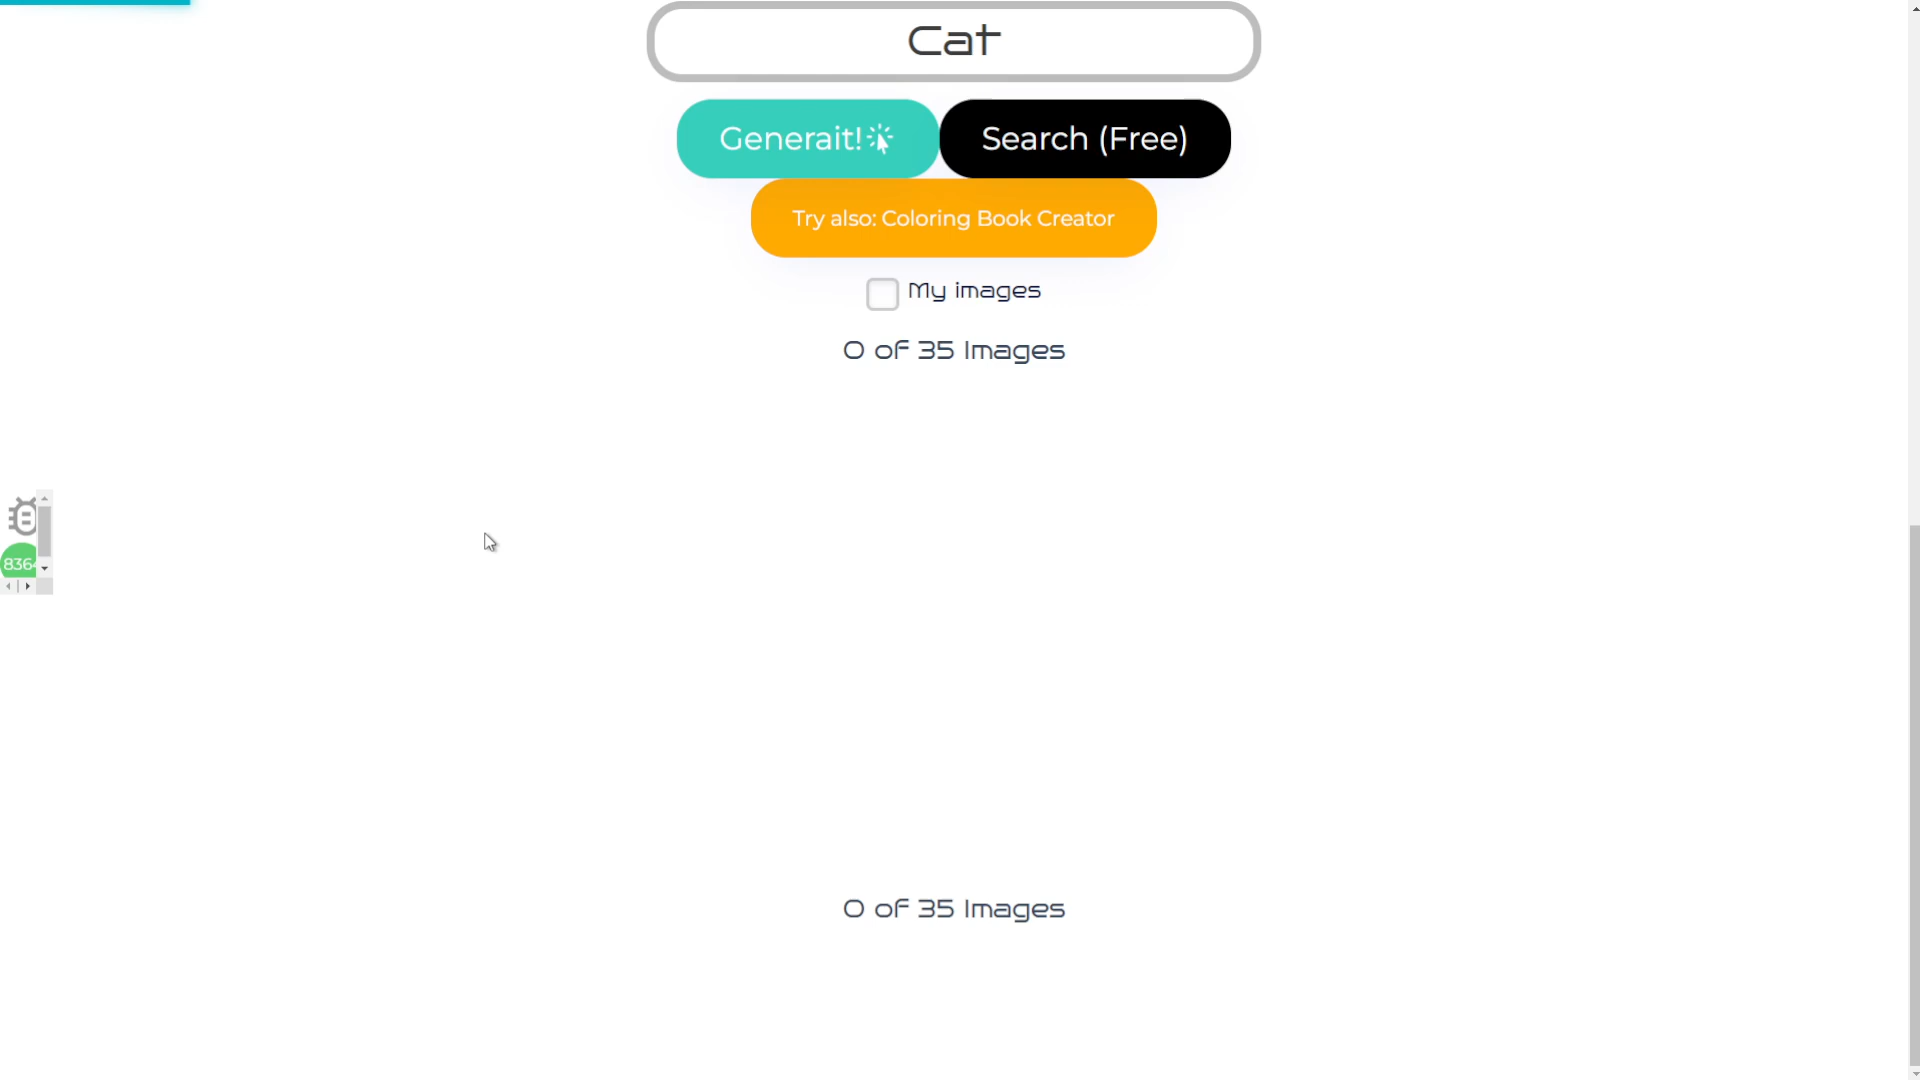 Cat
Generait!
Search (Free)
Try also: Coloring Book Creator
My images
0 of 35 Images
836
0 of 35 Images